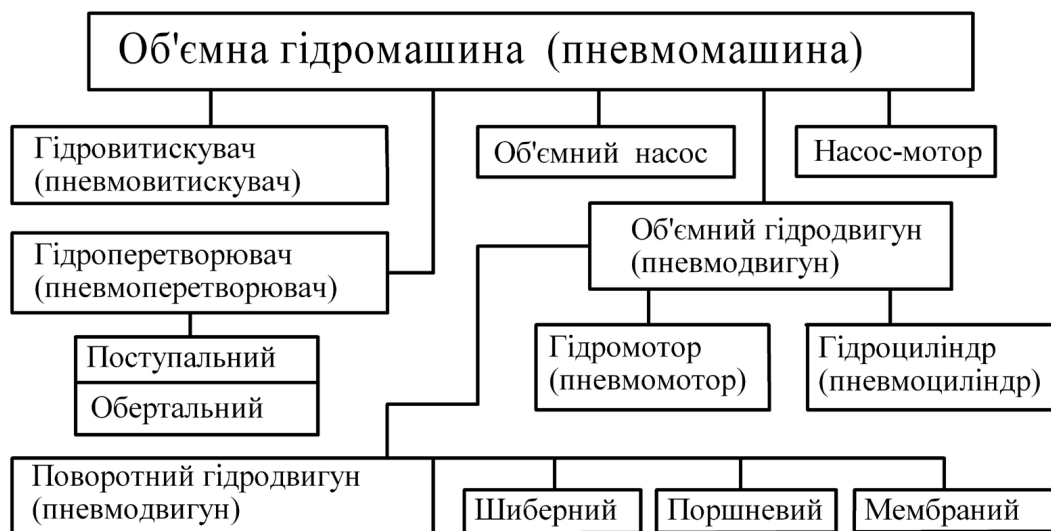 Об'ємна гідромашина (пневмомашина)
Гідровитискувач
(пневмовитискувач)
Об'ємний насос
Насос-мотор
Гідроперетворювач
(пневмоперетворювач)
Об'ємний гідродвигун
(пневмодвигун)
Поступальний
Обертальний
Гідромотор
(пневмомотор)
Гідроциліндр
(пневмоциліндр)
Поворотний гідродвигун
(пневмодвигун)
Шиберний
Поршневий
Мембраний